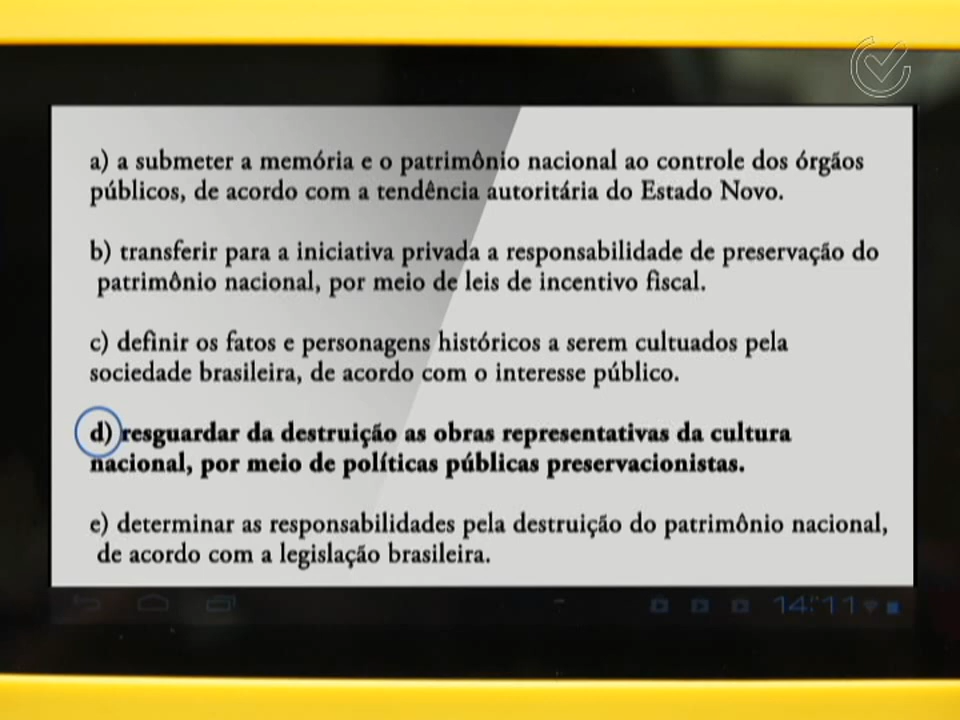 a) a submeter a memória e o patrimônio nacional ao controle dos órgãos
públicos, de acordo com a tendência autoritária do Estado Novo.
b) transferir para a iniciativa privada a responsabilidade de preservação do
patrimônio nacional, por meio de leis de incentivo fiscal.
c) definir os fatos e personagens históricos a serem cultuados pela
sociedade brasileira, de acordo com o interesse público.
d) resguardar da destruição as obras representativas da cultura
nacional, por meio de políticas públicas preservacionistas.
e) determinar as responsabilidades pela destruição do patrimônio nacional,
de acordo com a legislação brasileira.
14:11